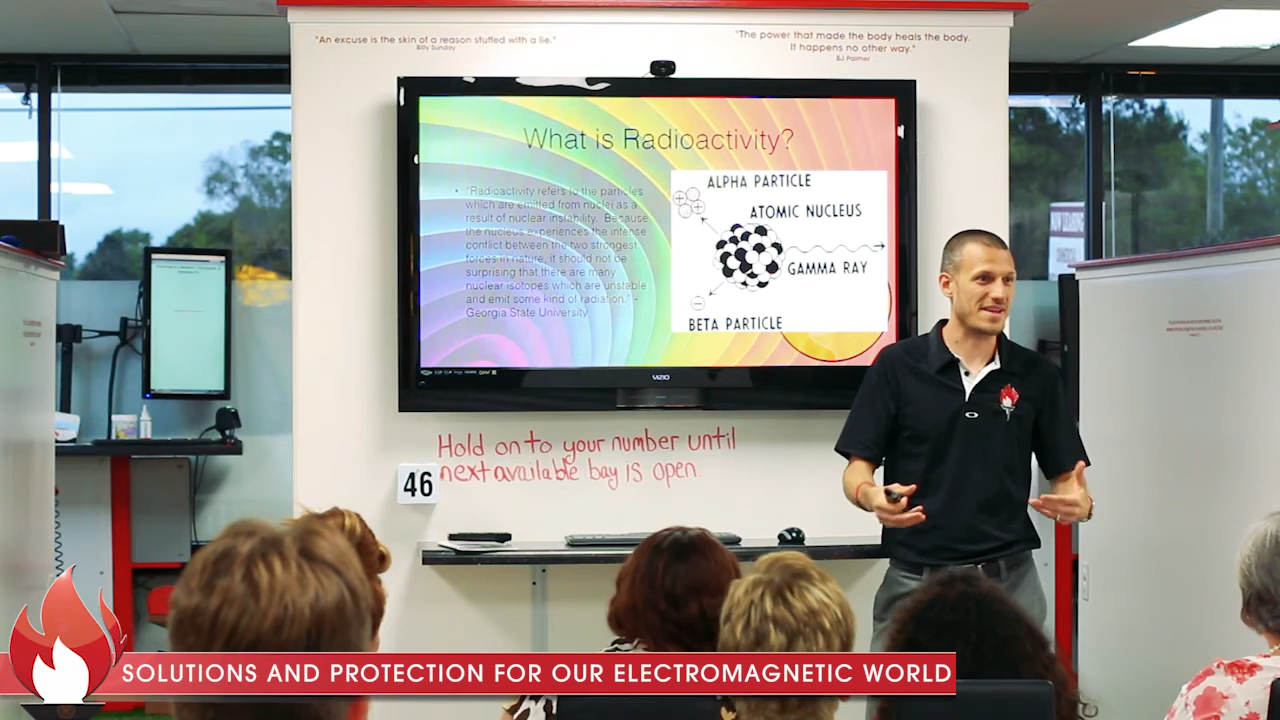 "An excuse is the skin of a reason stuffed with a lie."
Billy Sunday
"The power that made the body heals the body.
It happens no other way."
BJ Palmer
What is Radioactivity?
• "Radioactivity refers to the particles
which are emitted from nuclei as a
result of nuclear instability. Because
the nucleus experiences the intense
conflict between the two strongest
forces in nature, it should not be
surprising that there are many
nuclear isotopes which are unstable
and emit some kind of radiation." -
Georgia State University
ALPHA PARTICLE
ATOMIC NUCLEUS
GAMMA RAY
BETA PARTICLE
VIZIO
Hold on to your number until
next available bay is open.
46
SOLUTIONS AND PROTECTION FOR OUR ELECTROMAGNETIC WORLD